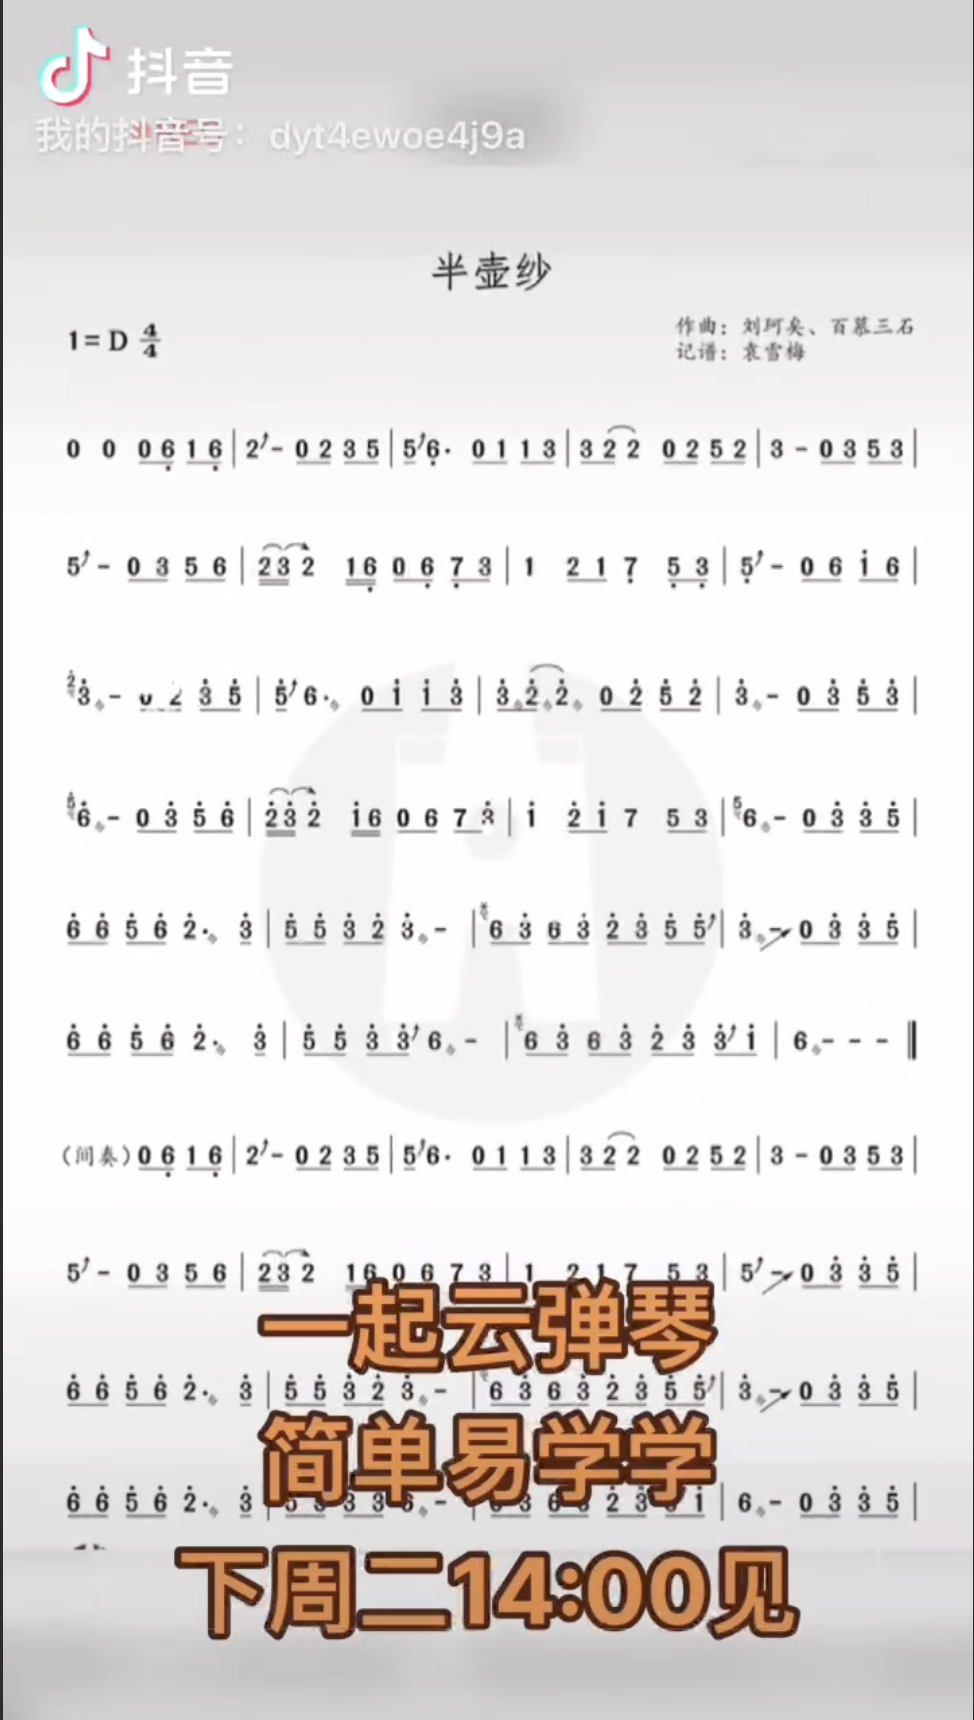 抖音
我的抖音号：dyt4ewoe4j9a
半壶纱
1=D 4/4
作曲：刘珂矣、百慕三石
记谱：袁雪梅
0 0 0 6 1 6 | 2 - 0 2 3 5 | 5 6· 0 1 1 3 | 3 2 2 0 2 5 2 | 3 - 0 3 5 3 |
5 - 0 3 5 6 | 2 3 2 1 6 0 6 7 3 | 1 2 1 7 5 3 | 5 - 0 6 1 6 |
2 3 - 0 2 3 5 | 5 6· 0 1 1 3 | 3 2 2 0 2 5 2 | 3 - 0 3 5 3 |
5 6 - 0 3 5 6 | 2 3 2 1 6 0 6 7 3 | 1 2 1 7 5 3 | 5 6 - 0 3 3 5 |
6 6 5 6 2· 3 | 5 5 3 2 3 - | 6 3 6 3 2 3 5 5 | 3 - 0 3 3 5 |
6 6 5 6 2· 3 | 5 5 3 3 6 - | 6 3 6 3 2 3 3 1 | 6 - - - ‖
（间奏）0 6 1 6 | 2 - 0 2 3 5 | 5 6· 0 1 1 3 | 3 2 2 0 2 5 2 | 3 - 0 3 5 3 |
5 - 0 3 5 6 | 2 3 2 1 6 0 6 7 3 | 1 2 1 7 5 3 | 5 - 0 3 3 5 |
一起云弹琴
6 6 5 6 2· 3 | 5 5 3 2 3 - | 6 3 6 3 2 3 5 5 | 3 - 0 3 3 5 |
简单易学学
6 6 5 6 2· 3 | 5 3 3 6 - | 3 6 3 2 3 1 | 6 - 0 3 3 5 |
下周二14:00见